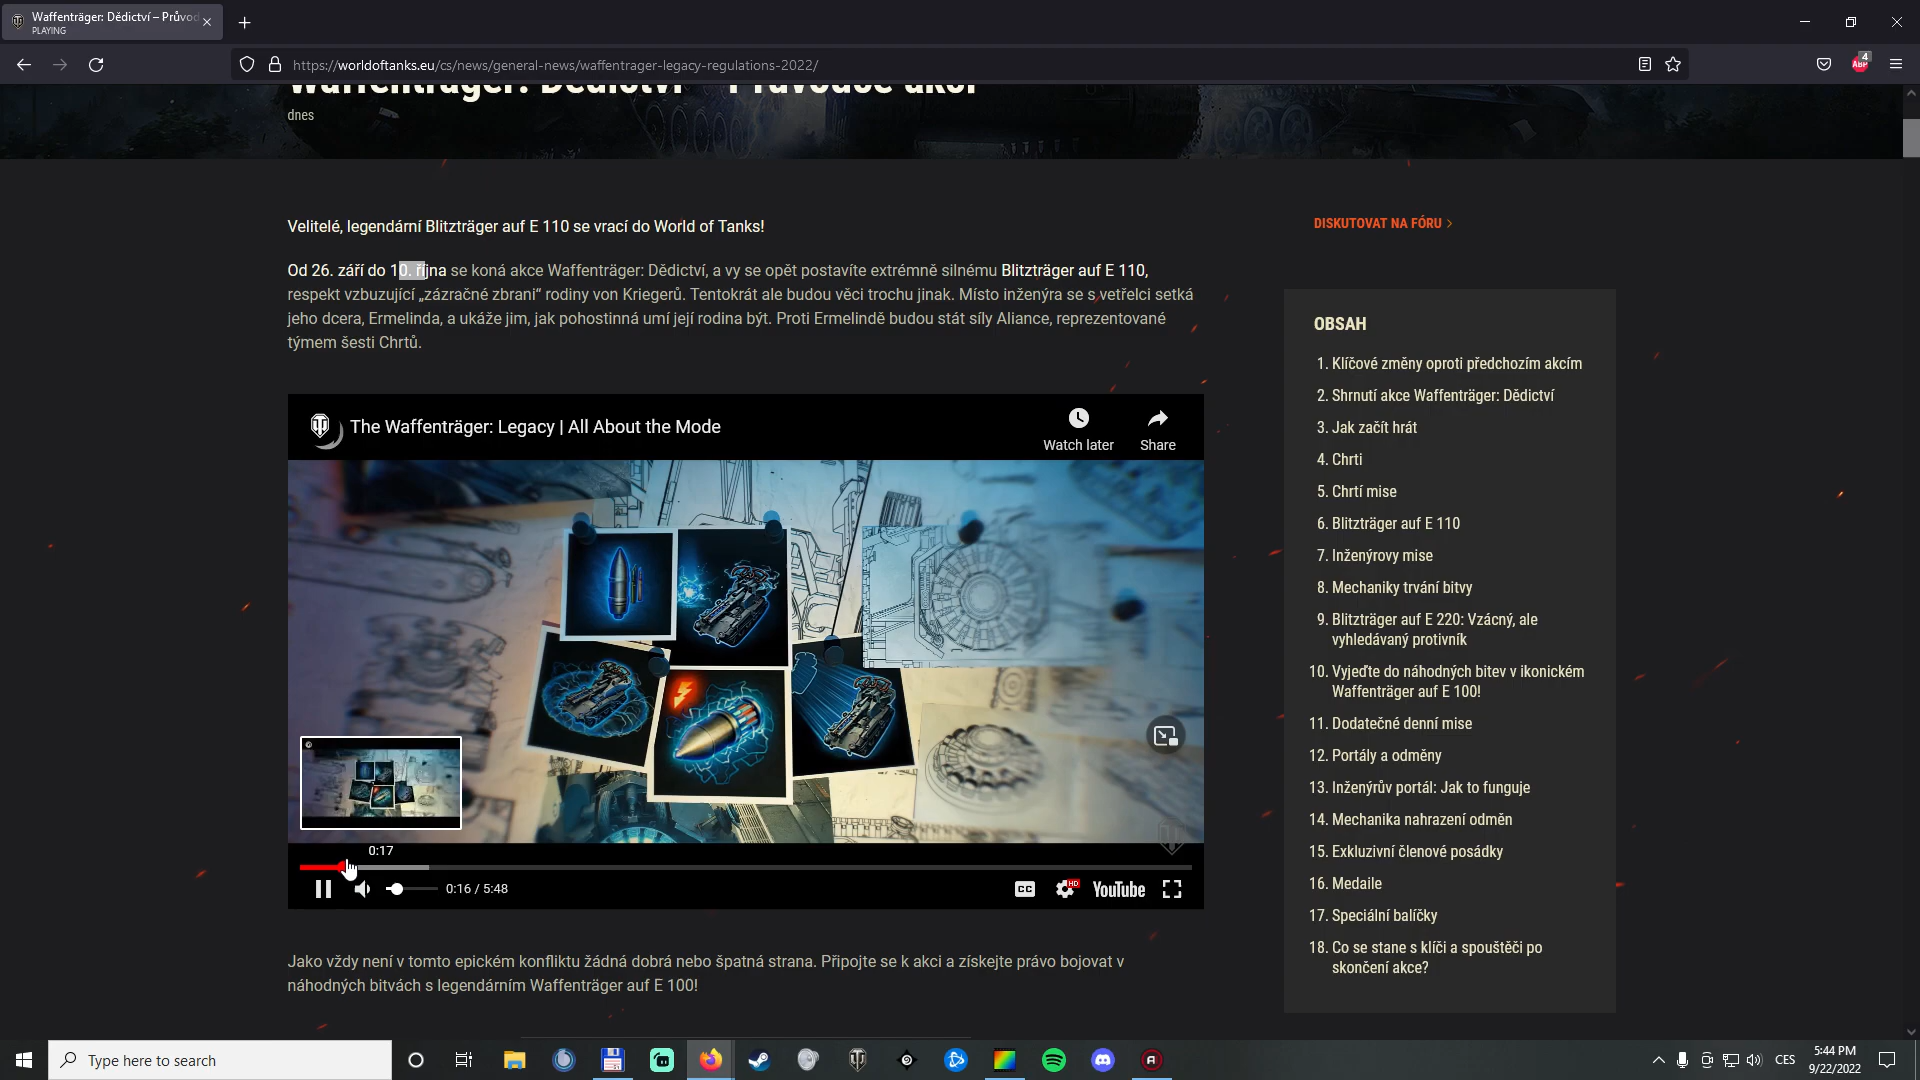 Waffenträger: Dědictví – Průvod
PLAYING
https://worldoftanks.eu/cs/news/general-news/waffentrager-legacy-regulations-2022/
4
ABP
Waffenträger: Dědictví – Průvodce akcí
dnes
Velitelé, legendární Blitzträger auf E 110 se vrací do World of Tanks!
Od 26. září do 10. října se koná akce Waffenträger: Dědictví, a vy se opět postavíte extrémně silnému Blitzträger auf E 110,
respekt vzbuzující „zázračné zbrani“ rodiny von Kriegerů. Tentokrát ale budou věci trochu jinak. Místo inženýra se s vetřelci setká
jeho dcera, Ermelinda, a ukáže jim, jak pohostinná umí její rodina být. Proti Ermelindě budou stát síly Aliance, reprezentované
týmem šesti Chrtů.
The Waffenträger: Legacy | All About the Mode
Watch later
Share
0:17
0:16 / 5:48
CC
HD
YouTube
Jako vždy není v tomto epickém konfliktu žádná dobrá nebo špatná strana. Připojte se k akci a získejte právo bojovat v
náhodných bitvách s legendárním Waffenträger auf E 100!
DISKUTOVAT NA FÓRU
OBSAH
1. Klíčové změny oproti předchozím akcím
2. Shrnutí akce Waffenträger: Dědictví
3. Jak začít hrát
4. Chrti
5. Chrtí mise
6. Blitzträger auf E 110
7. Inženýrovy mise
8. Mechaniky trvání bitvy
9. Blitzträger auf E 220: Vzácný, ale
vyhledávaný protivník
10. Vyjeďte do náhodných bitev v ikonickém
Waffenträger auf E 100!
11. Dodatečné denní mise
12. Portály a odměny
13. Inženýrův portál: Jak to funguje
14. Mechanika nahrazení odměn
15. Exkluzivní členové posádky
16. Medaile
17. Speciální balíčky
18. Co se stane s klíči a spouštěči po
skončení akce?
Type here to search
CES
5:44 PM
9/22/2022